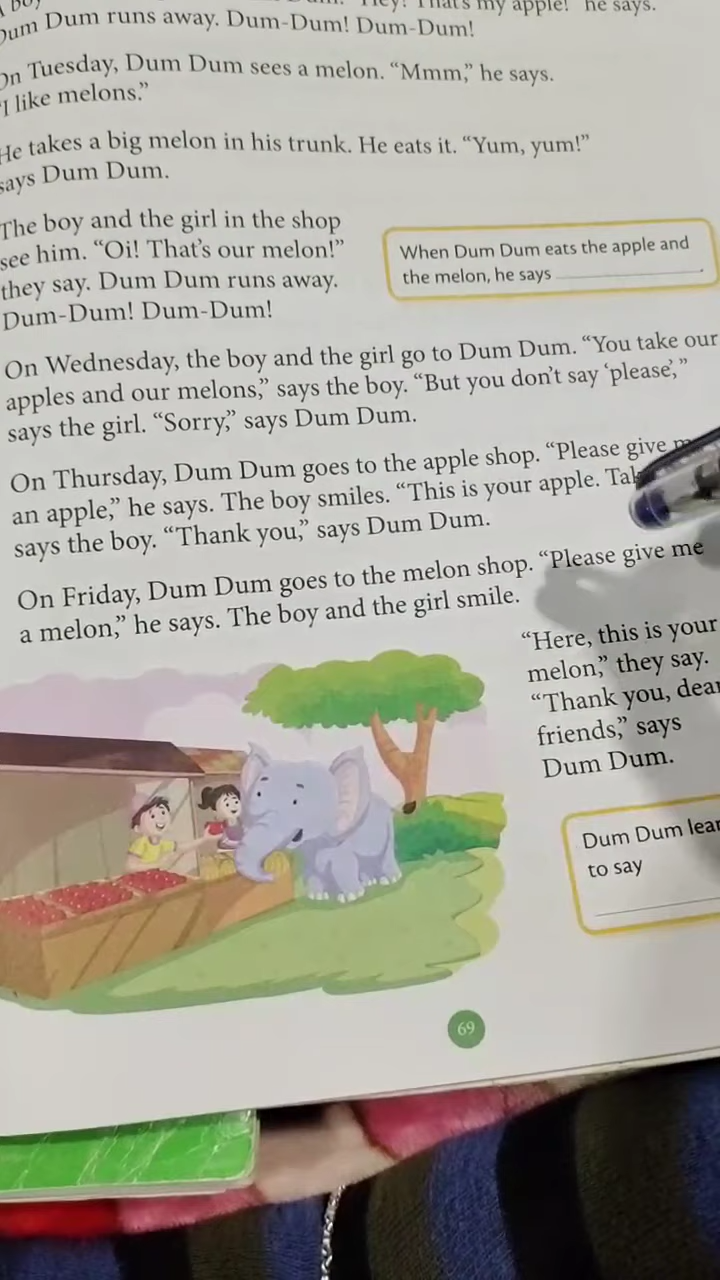 Hey! That's my apple!" he says.
Dum Dum runs away. Dum-Dum! Dum-Dum!
On Tuesday, Dum Dum sees a melon. “Mmm,” he says.
“I like melons.”
He takes a big melon in his trunk. He eats it. “Yum, yum!”
says Dum Dum.
The boy and the girl in the shop
see him. “Oi! That’s our melon!”
they say. Dum Dum runs away.
Dum-Dum! Dum-Dum!
When Dum Dum eats the apple and
the melon, he says ____________.
On Wednesday, the boy and the girl go to Dum Dum. “You take our
apples and our melons,” says the boy. “But you don’t say ‘please’,”
says the girl. “Sorry,” says Dum Dum.
On Thursday, Dum Dum goes to the apple shop. “Please give
an apple,” he says. The boy smiles. “This is your apple.
says the boy. “Thank you,” says Dum Dum.
On Friday, Dum Dum goes to the melon shop. “Please give me
a melon,” he says. The boy and the girl smile.
“Here, this is your
melon,” they say.
“Thank you, dear
friends,” says
Dum Dum.
Dum Dum
to say
69